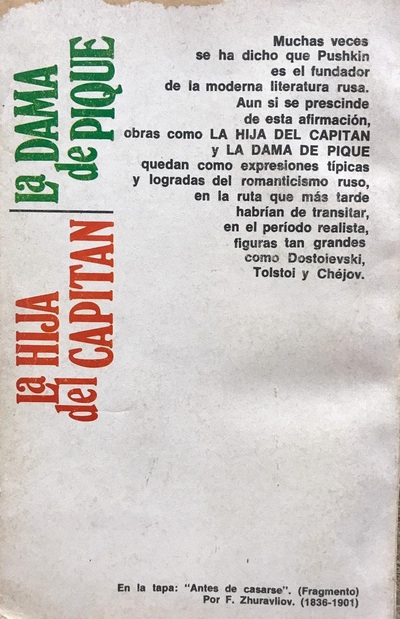 La HIJA
del CAPITAN
La DAMA
de PIQUE
Muchas veces
se ha dicho que Pushkin
es el fundador
de la moderna literatura rusa.
Aun si se prescinde
de esta afirmación,
obras como LA HIJA DEL CAPITAN
y LA DAMA DE PIQUE
quedan como expresiones típicas
y logradas del romanticismo ruso,
en la ruta que más tarde
habrían de transitar,
en el período realista,
figuras tan grandes
como Dostoievski,
Tolstoi y Chéjov.
En la tapa: "Antes de casarse". (Fragmento)
Por F. Zhuravliov. (1836-1901)